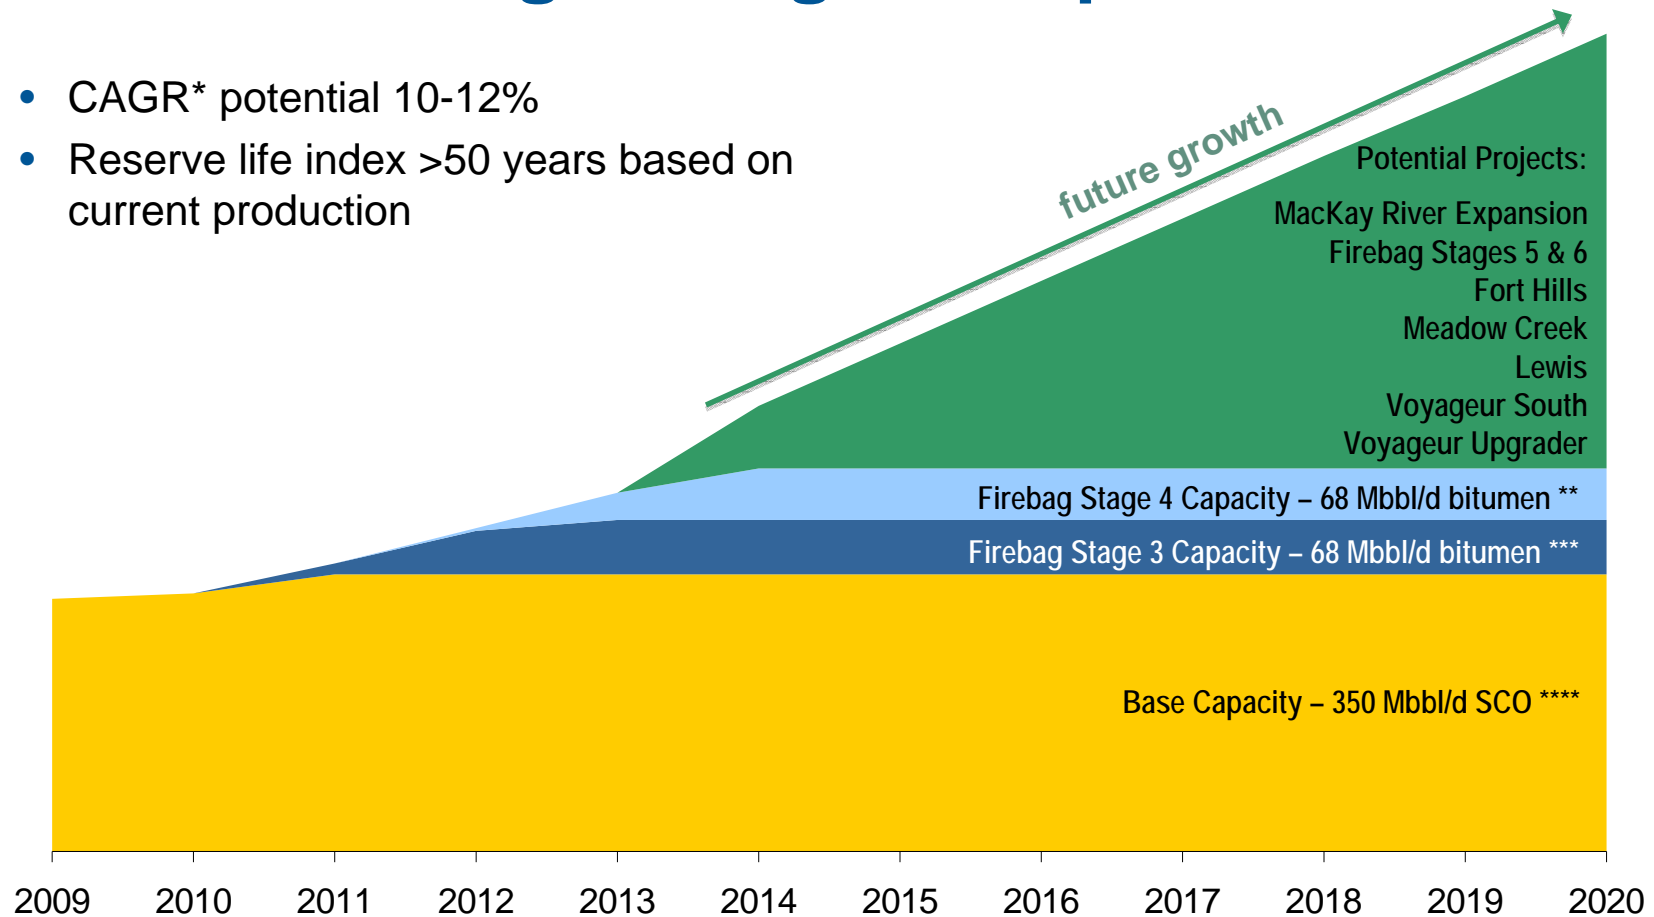 • CAGR* potential 10-12%
• Reserve life index >50 years based on
current production
future growth
Potential Projects:
MacKay River Expansion
Firebag Stages 5 & 6
Fort Hills
Meadow Creek
Lewis
Voyageur South
Voyageur Upgrader
Firebag Stage 4 Capacity – 68 Mbbl/d bitumen **
Firebag Stage 3 Capacity – 68 Mbbl/d bitumen ***
Base Capacity – 350 Mbbl/d SCO ****
2009 2010 2011 2012 2013 2014 2015 2016 2017 2018 2019 2020